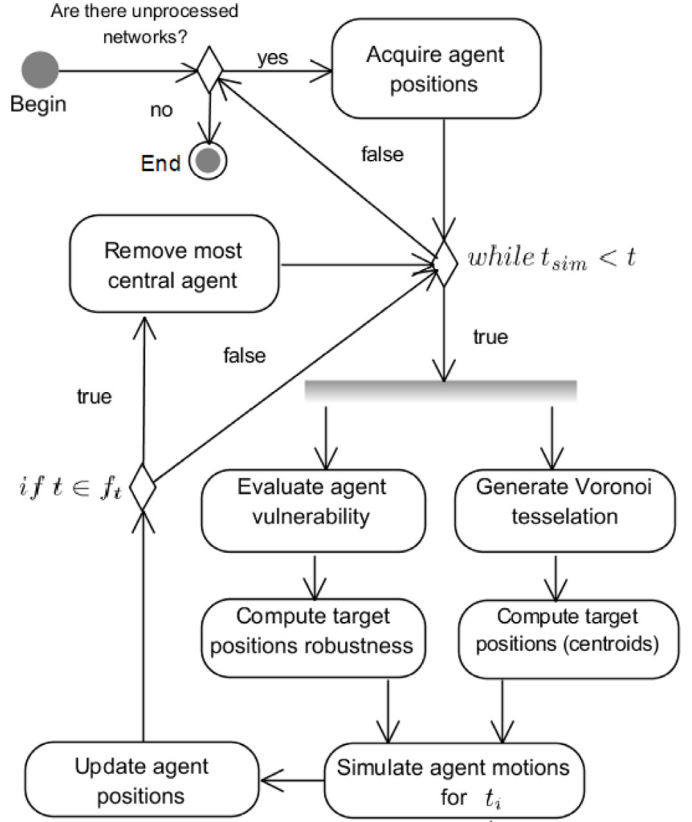 Are there unprocessed
networks?
yes
Acquire agent
positions
Begin
no
End
false
Remove most
central agent
while t_sim < t
false
true
true
if t ∈ f_t
Evaluate agent
vulnerability
Generate Voronoi
tesselation
Compute target
positions robustness
Compute target
positions (centroids)
Update agent
positions
Simulate agent motions
for t_i